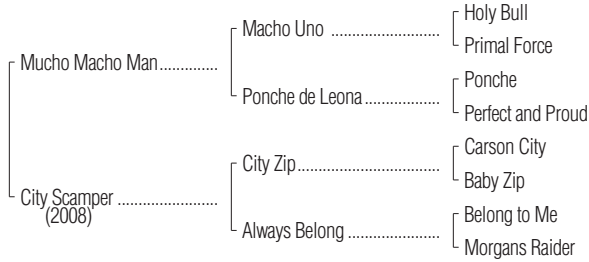 Holy Bull
Macho Uno ..................
Primal Force
Mucho Macho Man..............
Ponche
Ponche de Leona..................
Perfect and Proud
Carson City
City Zip............................
Baby Zip
City Scamper ......................
(2008)
Belong to Me
Always Belong ......................
Morgans Raider